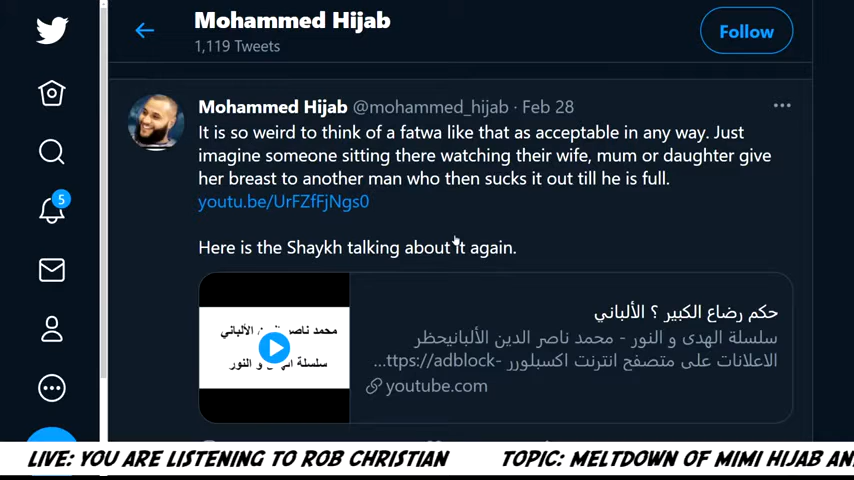 Mohammed Hijab
1,119 Tweets
Follow
Mohammed Hijab @mohammed_hijab · Feb 28
It is so weird to think of a fatwa like that as acceptable in any way. Just
imagine someone sitting there watching their wife, mum or daughter give
her breast to another man who then sucks it out till he is full.
youtu.be/UrFZfFjNgs0
5
Here is the Shaykh talking about it again.
حكم رضاع الكبير ؟ الألباني
سلسلة الهدى و النور - محمد ناصر الدين الألبانيحظر
الاعلانات على متصفح انترنت اكسبلورر -ttps://adblock...
youtube.com
محمد ناصر الألباني
سلسلة النور
LIVE: YOU ARE LISTENING TO ROB CHRISTIAN TOPIC: MELTDOWN OF MIMI HIJAB AN